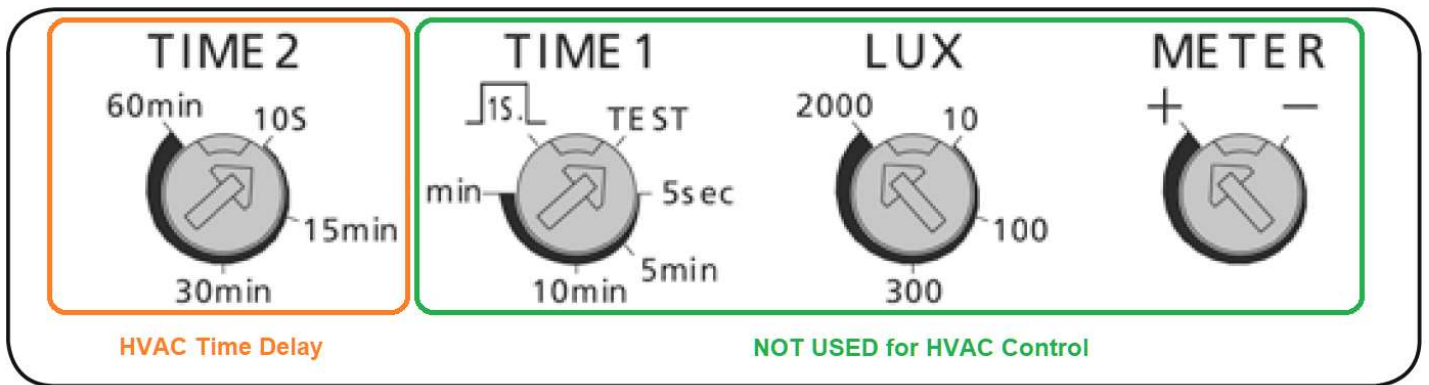 TIME 2
60min
10S
15min
30min
TIME 1
1S.
TEST
min
5sec
5min
10min
LUX
2000
10
100
300
METER
+
−
HVAC Time Delay
NOT USED for HVAC Control